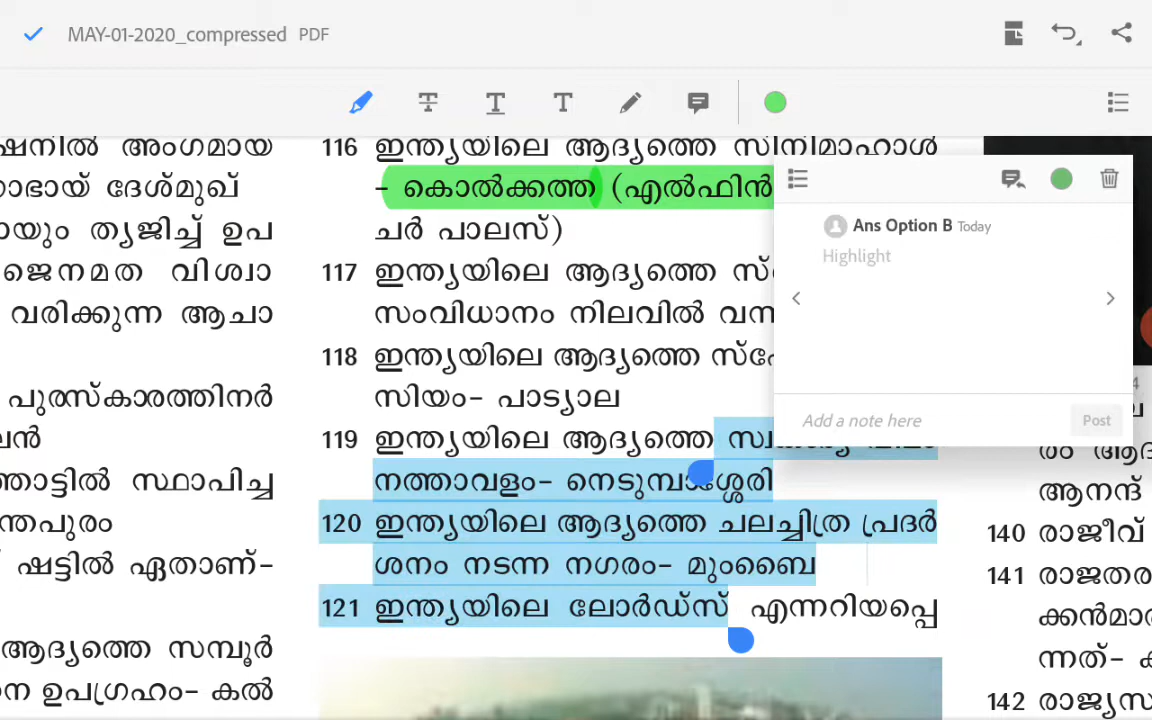 MAY-01-2020_compressed PDF
ഷനിൽ അംഗമായ
ഭായ് ദേശ്മുഖ്
യും ത്യജിച്ച് ഉപ
ജൈനമത വിശ്വാ
വരിക്കുന്ന ആചാ
പുരസ്കാരത്തിനർ
ലൻ
ത്തോട്ടിൽ സ്ഥാപിച്ച
ന്തപുരം
ഷട്ടിൽ ഏതാണ്-
ആദ്യത്തെ സമ്പൂർ
ഉപഗ്രഹം- കൽ
116 ഇന്ത്യയിലെ ആദ്യത്തെ സിനിമാഹാൾ
- കൊൽക്കത്ത (എൽഫിൻ
ചർ പാലസ്)
117 ഇന്ത്യയിലെ ആദ്യത്തെ
സംവിധാനം നിലവിൽ വന്ന
118 ഇന്ത്യയിലെ ആദ്യത്തെ
സിയം- പാട്യാല
119 ഇന്ത്യയിലെ ആദ്യത്തെ
നത്താവളം- നെടുമ്പാശ്ശേരി
120 ഇന്ത്യയിലെ ആദ്യത്തെ ചലച്ചിത്ര പ്രദർ
ശനം നടന്ന നഗരം- മുംബൈ
121 ഇന്ത്യയിലെ ലോർഡ്സ് എന്നറിയപ്പെ
Ans Option B Today
Highlight
Add a note here
Post
ആനന്ദ്
140 രാജീവ്
141 രാജതര
ക്കൻമാ
ന്നത്-
142 രാജ്യസ